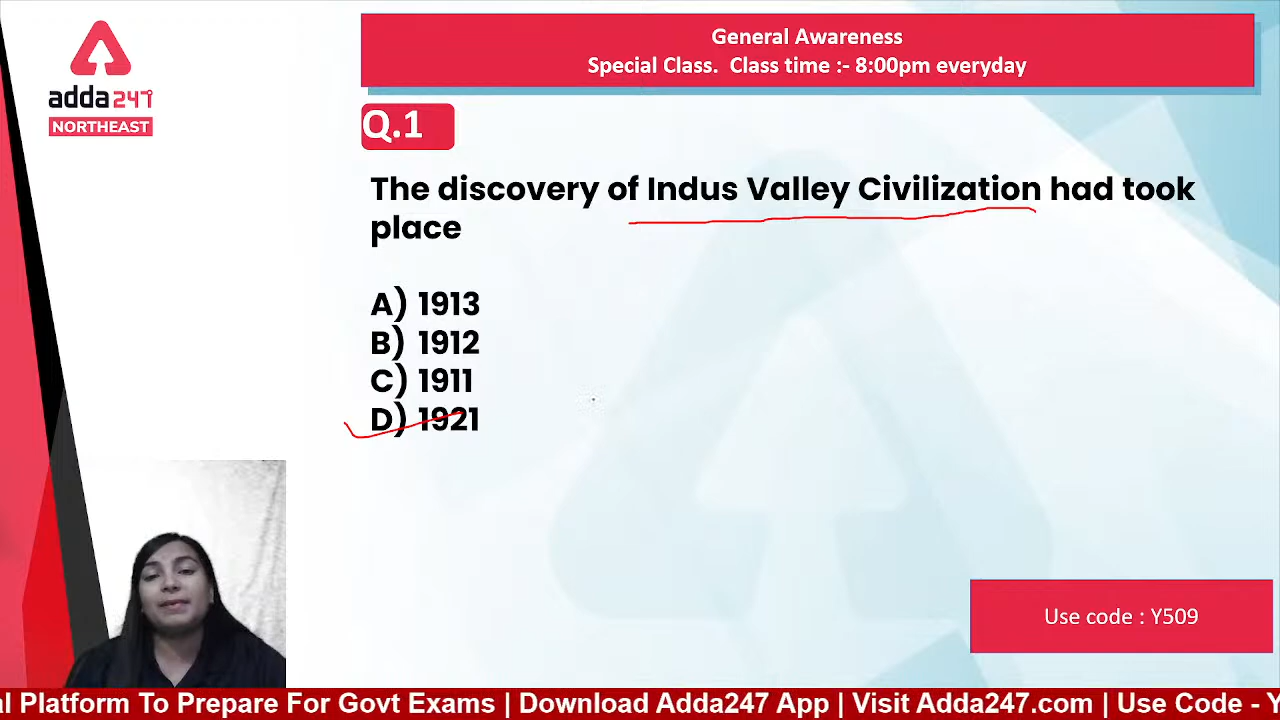 adda247
NORTHEAST
General Awareness
Special Class. Class time :- 8:00pm everyday
Q.1
The discovery of Indus Valley Civilization had took
place
A) 1913
B) 1912
C) 1911
D) 1921
Use code : Y509
al Platform To Prepare For Govt Exams | Download Adda247 App | Visit Adda247.com | Use Code - Y